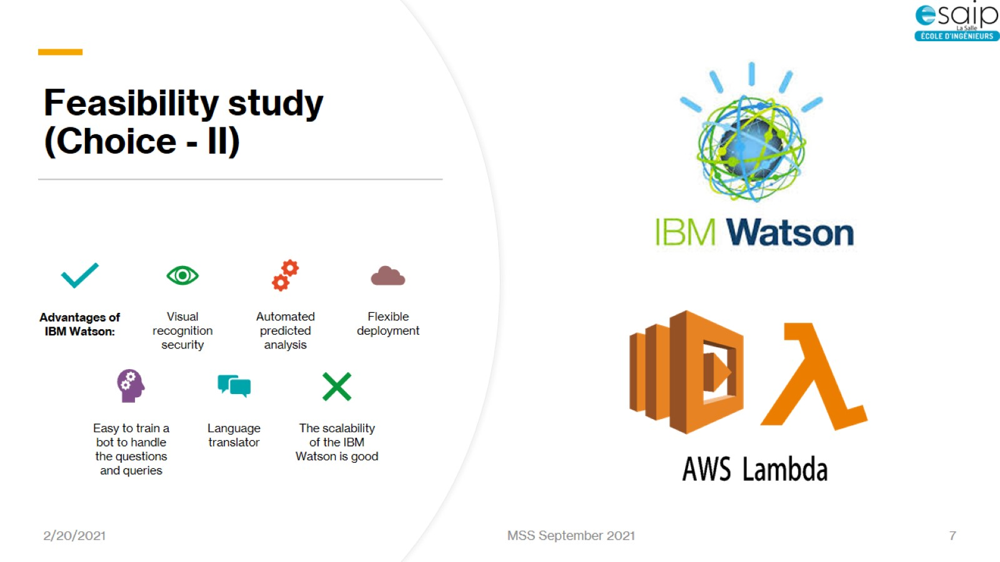 esaip
La Salle
ÉCOLE D'INGÉNIEURS
Feasibility study
(Choice - II)
IBM Watson
Advantages of
IBM Watson:
Visual
recognition
security
Automated
predicted
analysis
Flexible
deployment
Easy to train a
bot to handle
the questions
and queries
Language
translator
The scalability
of the IBM
Watson is good
AWS Lambda
2/20/2021
MSS September 2021
7